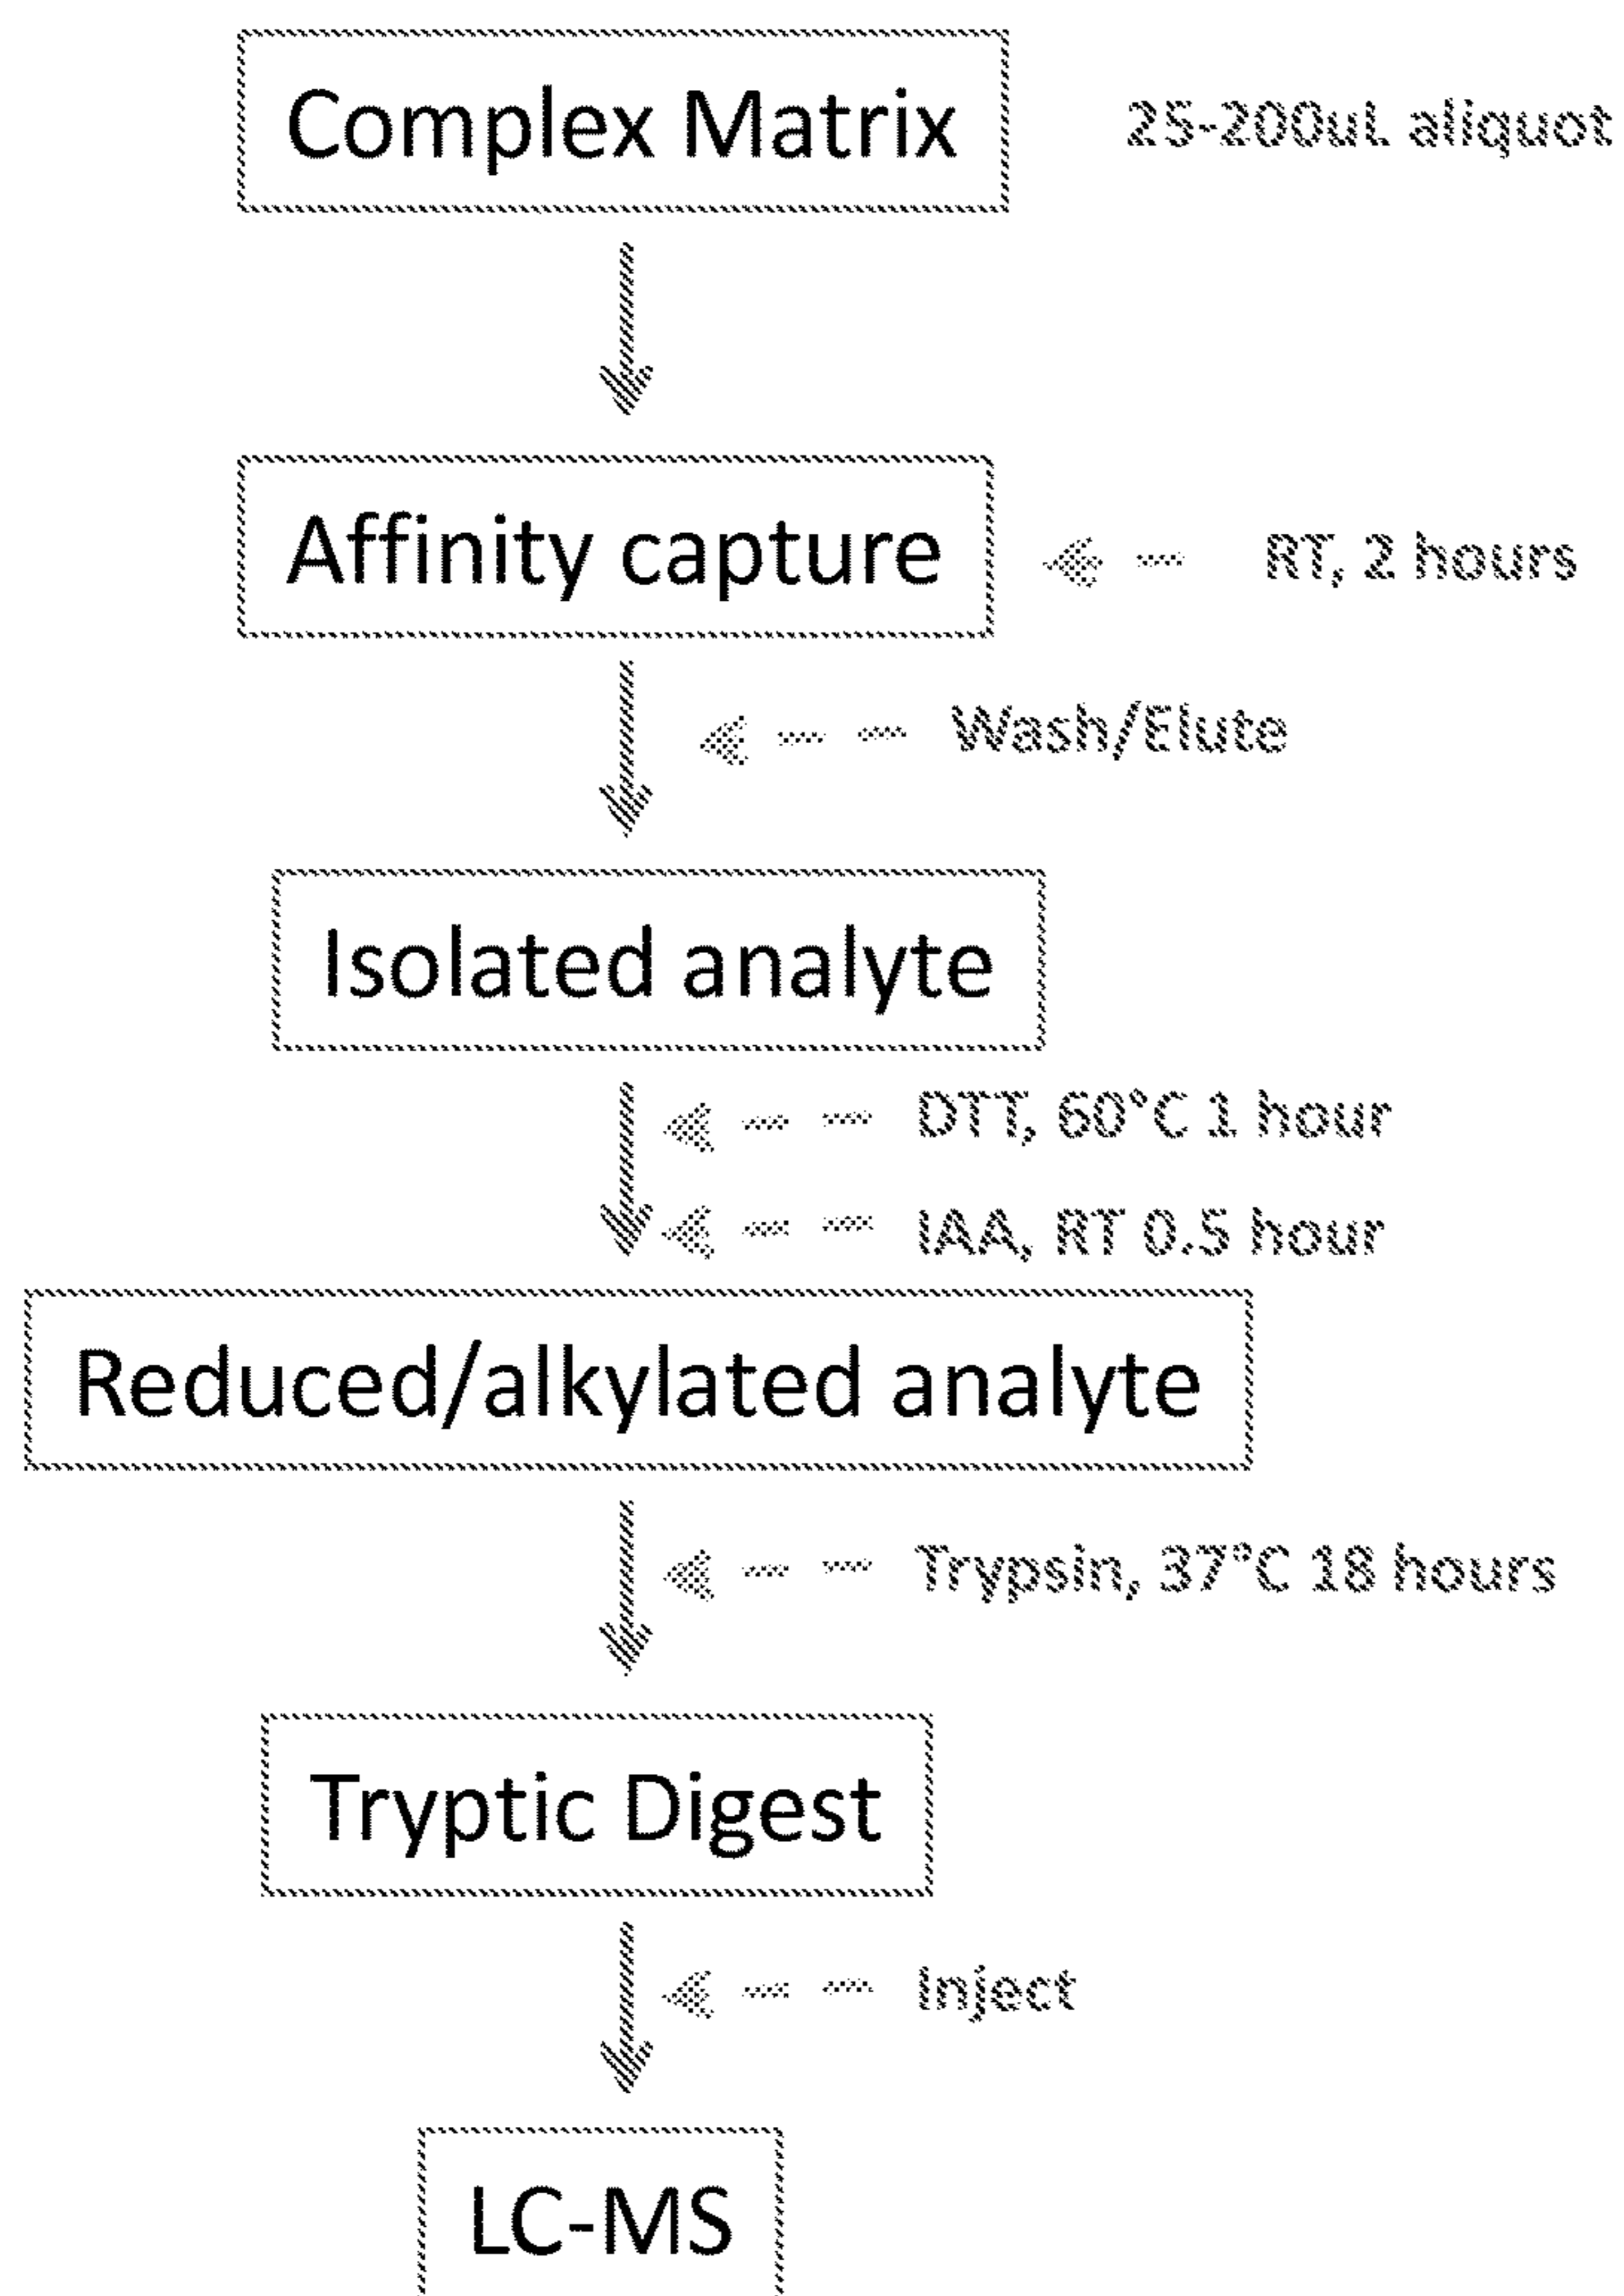 Complex Matrix
25-200uL aliquot
Affinity capture
RT, 2 hours
Wash/Elute
Isolated analyte
DTT, 60°C 1 hour
IAA, RT 0.5 hour
Reduced/alkylated analyte
Trypsin, 37°C 18 hours
Tryptic Digest
Inject
LC-MS